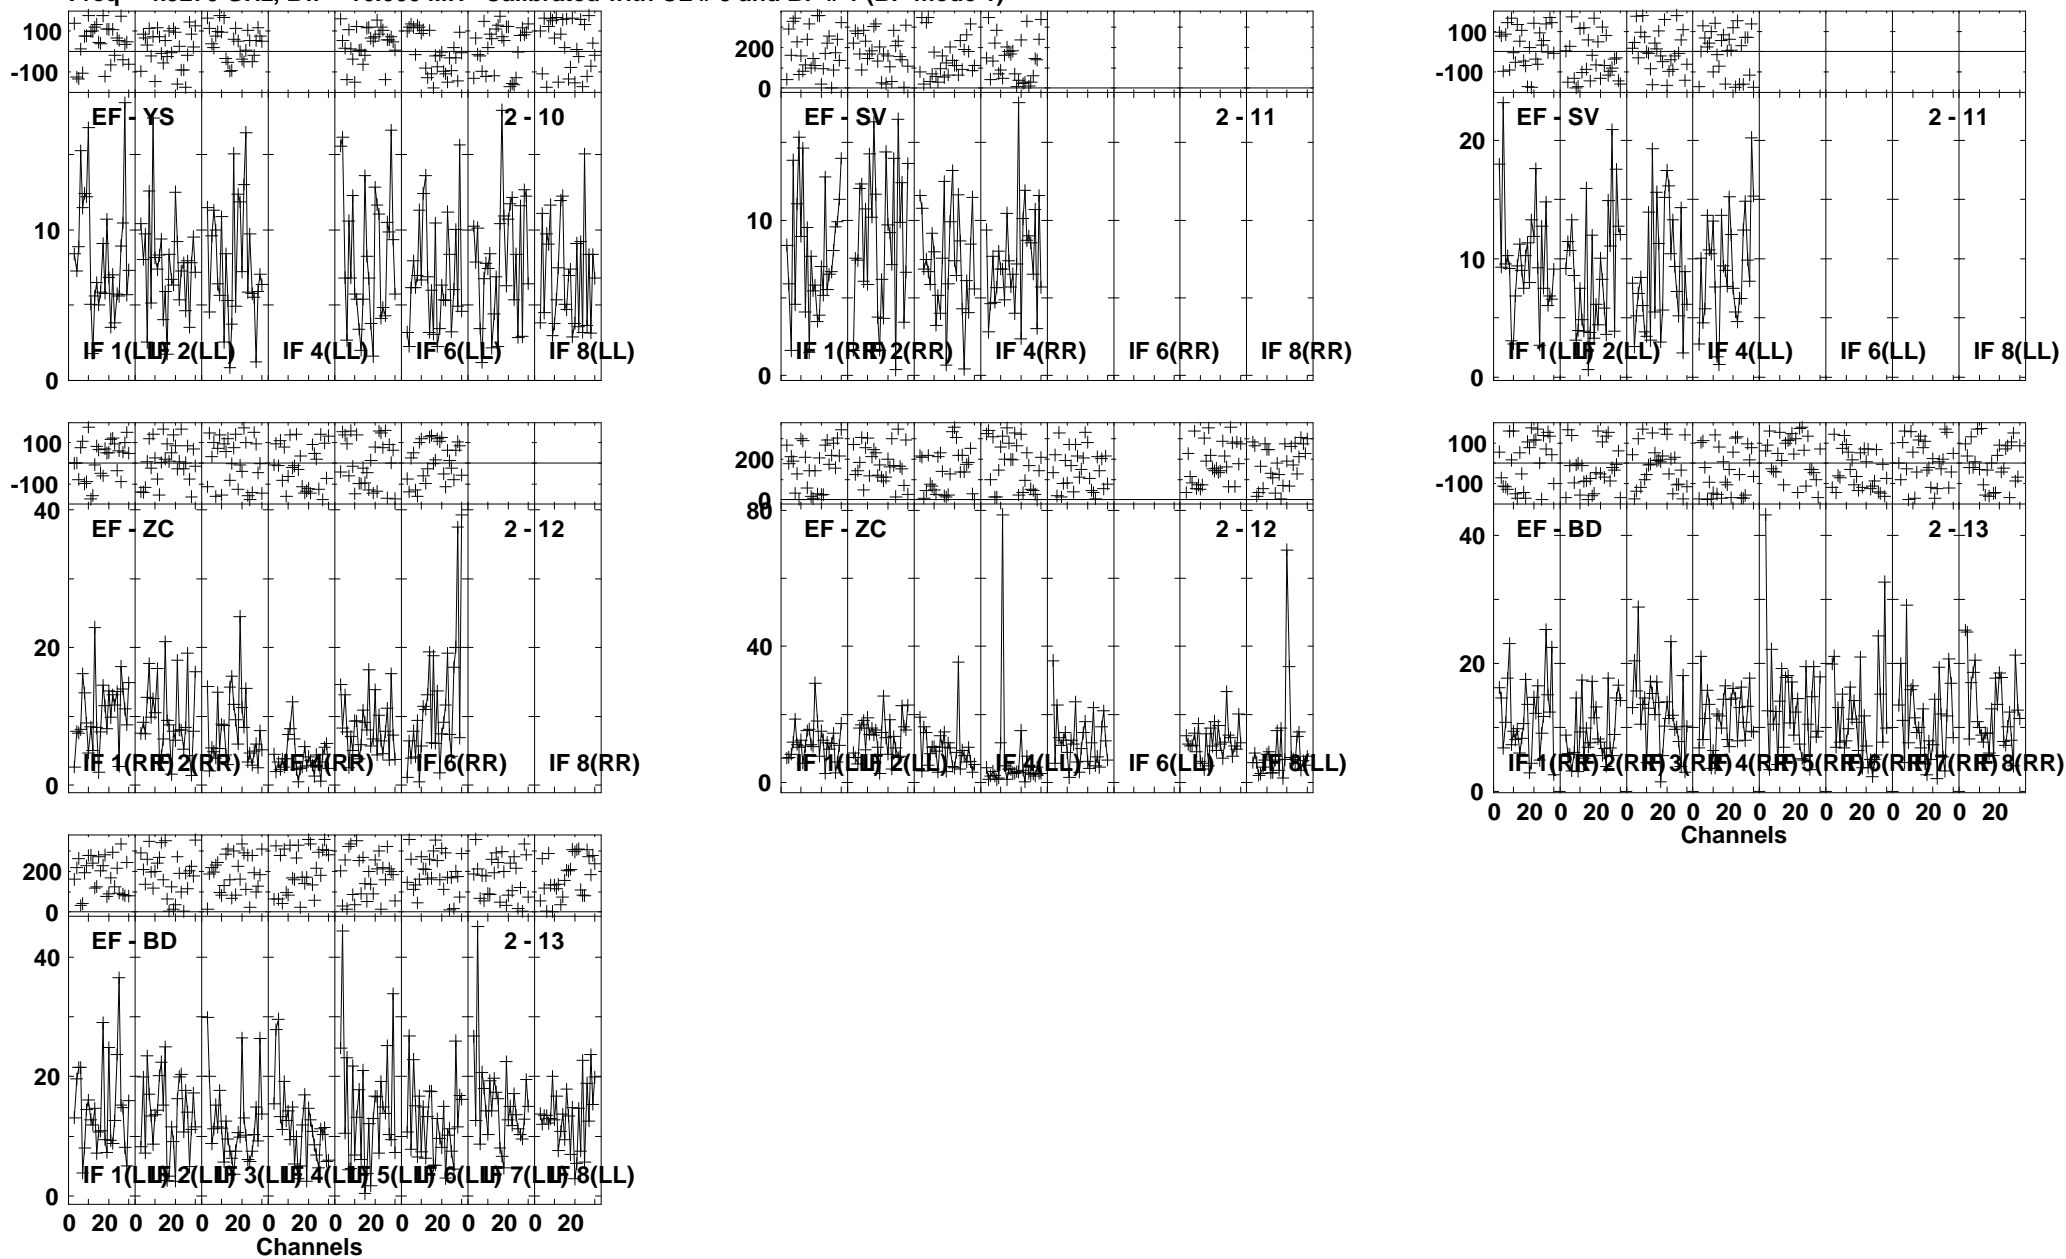 100
-100
EF - YS 2 - 10
10
0
IF 1(LL) IF 2(LL) IF 4(LL) IF 6(LL) IF 8(LL)
200
0
EF - SV 2 - 11
10
0
IF 1(RR) IF 2(RR) IF 4(RR) IF 6(RR) IF 8(RR)
100
-100
EF - SV 2 - 11
20
10
0
IF 1(LL) IF 2(LL) IF 4(LL) IF 6(LL) IF 8(LL)
100
-100
40
EF - ZC 2 - 12
20
0
IF 1(RR) IF 2(RR) IF 4(RR) IF 6(RR) IF 8(RR)
200
0
80
EF - ZC 2 - 12
40
0
IF 1(LL) IF 2(LL) IF 4(LL) IF 6(LL) IF 8(LL)
100
-100
EF - BD 2 - 13
40
20
0
IF 1(RR) IF 2(RR) IF 3(RR) IF 4(RR) IF 5(RR) IF 6(RR) IF 7(RR) IF 8(RR)
0 20 0 20 0 20 0 20 0 20 0 20 0 20 0 20
Channels
200
0
EF - BD 2 - 13
40
20
0
IF 1(LL) IF 2(LL) IF 3(LL) IF 4(LL) IF 5(LL) IF 6(LL) IF 7(LL) IF 8(LL)
0 20 0 20 0 20 0 20 0 20 0 20 0 20 0 20
Channels